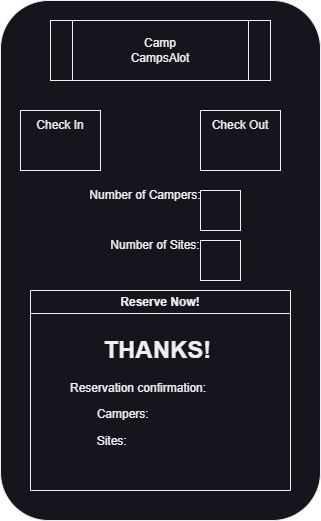 Camp
CampsAlot
Check In
Check Out
Number of Campers:
Number of Sites:
Reserve Now!
THANKS!
Reservation confirmation:
Campers:
Sites: